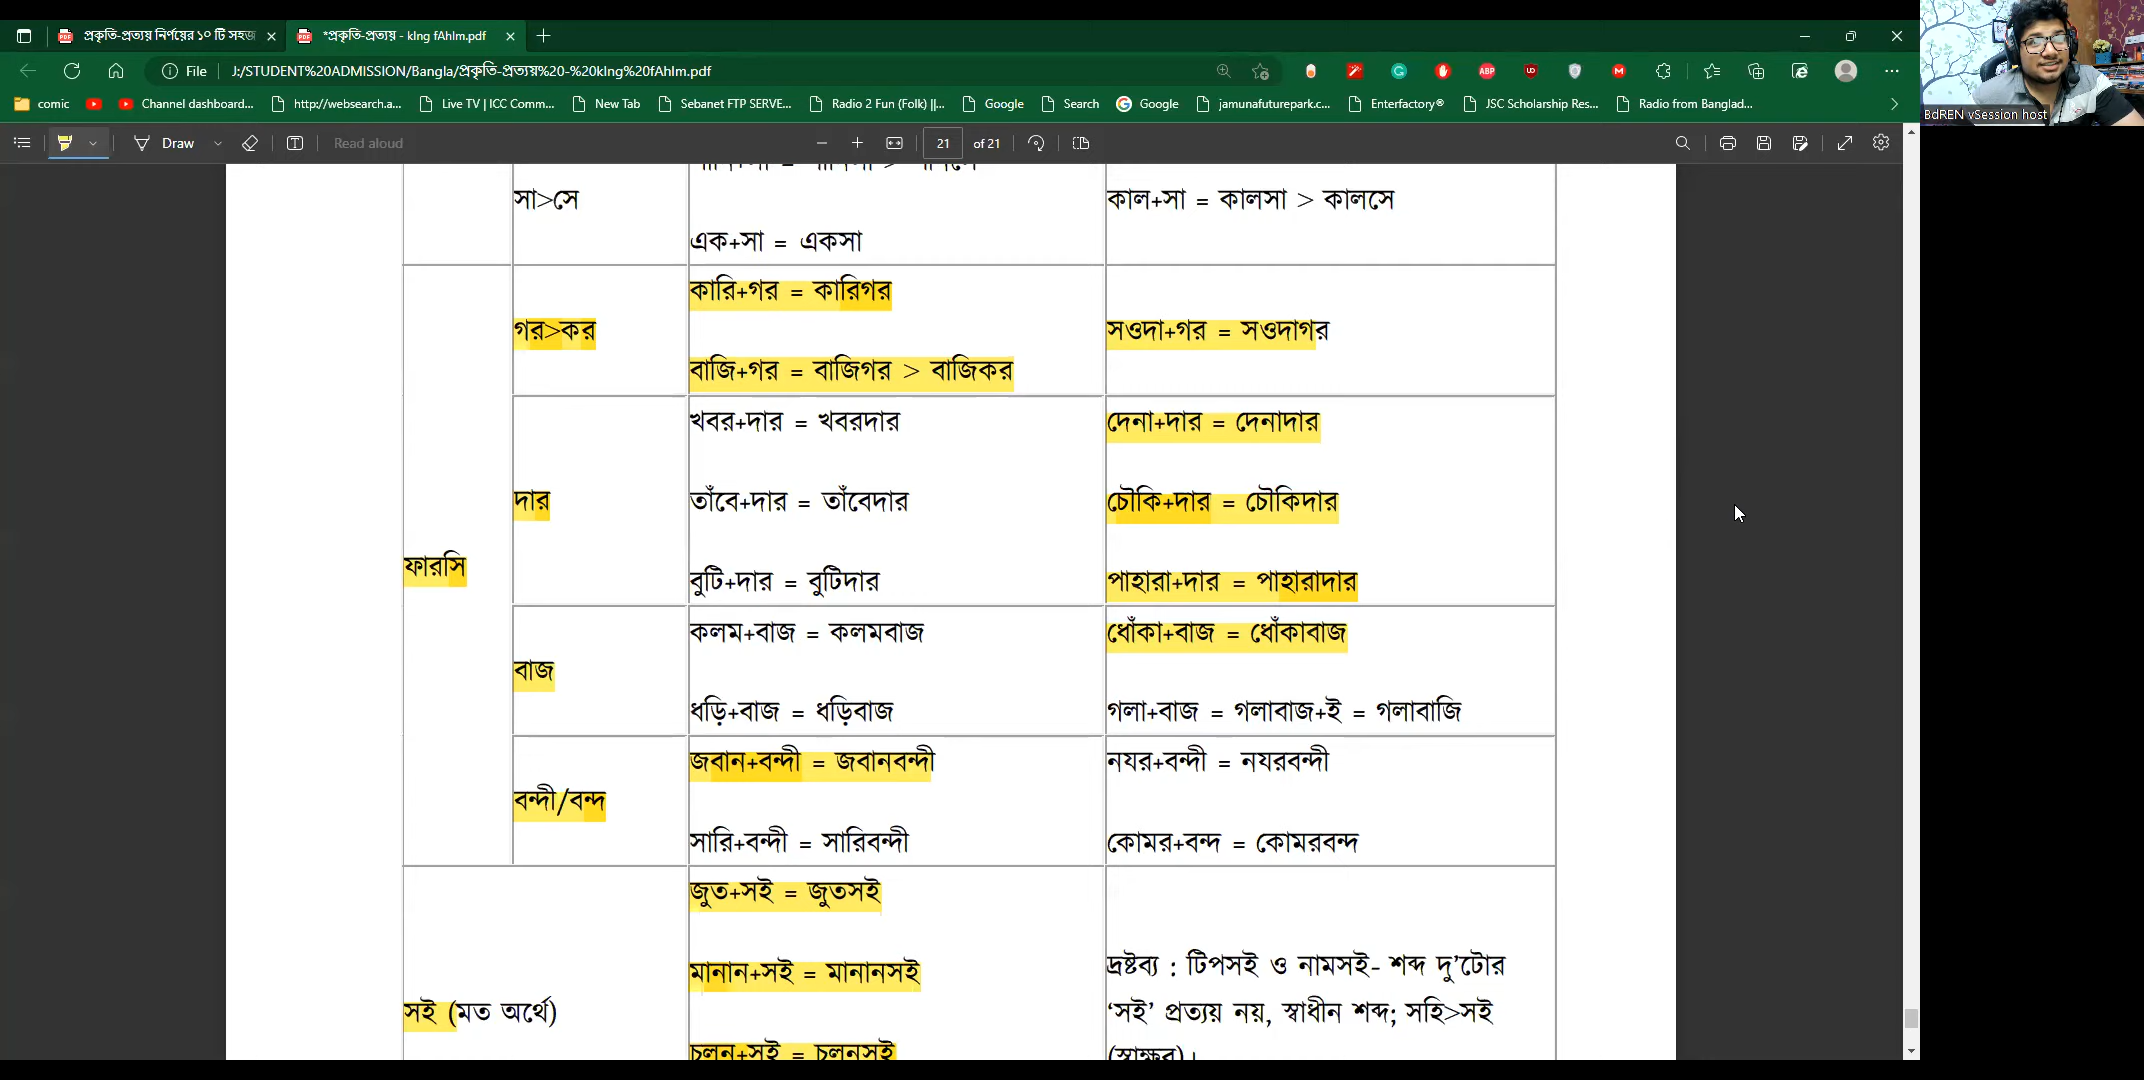 প্রকৃতি-প্রত্যয় নির্ণয়ের ১০ টি সহজ
*প্রকৃতি-প্রত্যয় - kIng fAhIm.pdf
File J:/STUDENT%20ADMISSION/Bangla/প্রকৃতি-প্রত্যয়%20-%20kIng%20fAhIm.pdf
comic Channel dashboard... http://websearch.a... Live TV | ICC Comm... New Tab Sebanet FTP SERVE... Radio 2 Fun (Folk) ||... Google Search Google jamunafuturepark.c... Enterfactory® JSC Scholarship Res... Radio from Banglad...
BdREN vSession host
Draw Read aloud 21 of 21
সা>সে
কাল+সা = কালসা > কালসে
এক+সা = একসা
ফারসি
গর>কর
কারি+গর = কারিগর
বাজি+গর = বাজিগর > বাজিকর
সওদা+গর = সওদাগর
দার
খবর+দার = খবরদার
দেনা+দার = দেনাদার
তাঁবে+দার = তাঁবেদার
চৌকি+দার = চৌকিদার
বুটি+দার = বুটিদার
পাহারা+দার = পাহারাদার
বাজ
কলম+বাজ = কলমবাজ
ধোঁকা+বাজ = ধোঁকাবাজ
ধড়ি+বাজ = ধড়িবাজ
গলা+বাজ = গলাবাজ+ই = গলাবাজি
বন্দী/বন্দ
জবান+বন্দী = জবানবন্দী
নযর+বন্দী = নযরবন্দী
সারি+বন্দী = সারিবন্দী
কোমর+বন্দ = কোমরবন্দ
সই (মত অর্থে)
জুত+সই = জুতসই
মানান+সই = মানানসই
চলন+সই = চলনসই
দ্রষ্টব্য : টিপসই ও নামসই- শব্দ দু’টোর
‘সই’ প্রত্যয় নয়, স্বাধীন শব্দ; সহি>সই
(স্বাক্ষর)।